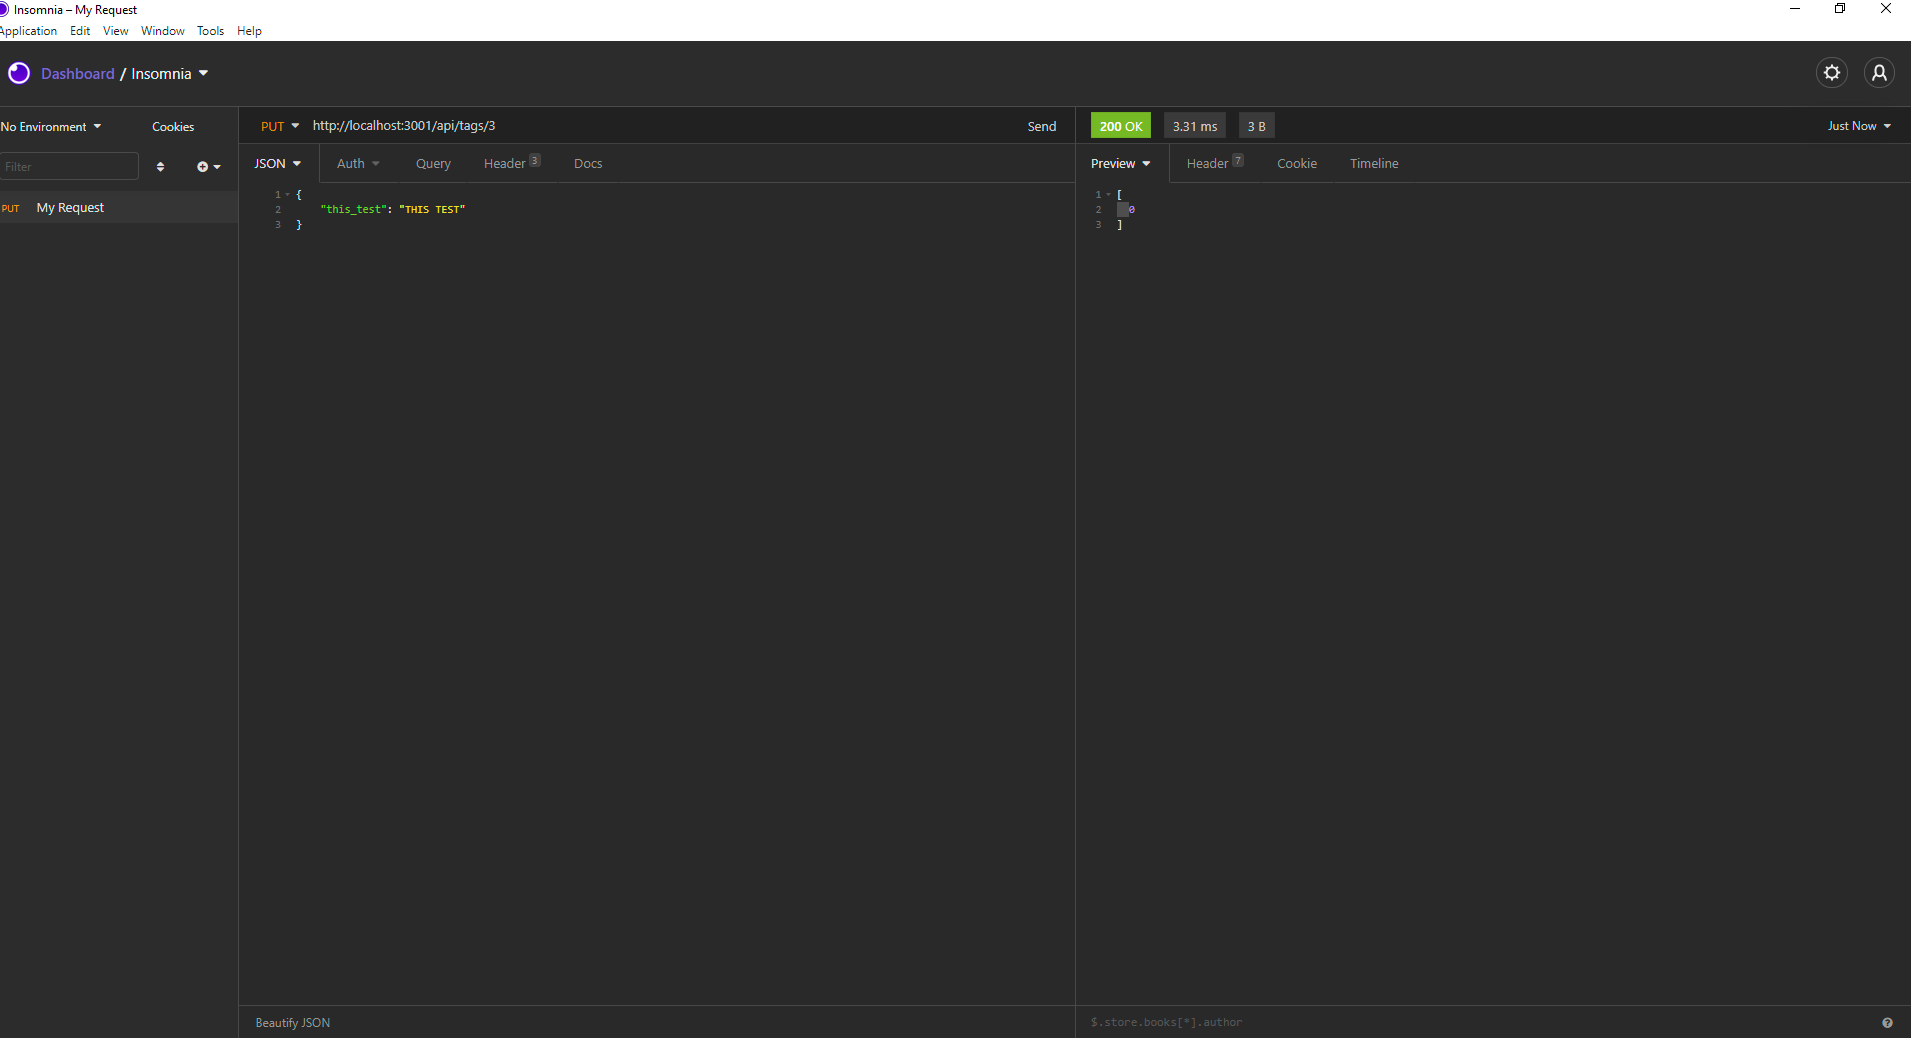 Insomnia – My Request
Application Edit View Window Tools Help
Dashboard / Insomnia
No Environment Cookies
Filter
PUT My Request
PUT http://localhost:3001/api/tags/3 Send
JSON Auth Query Header 3 Docs
1 {
2 "this_test": "THIS TEST"
3 }
Beautify JSON
200 OK 3.31 ms 3 B Just Now
Preview Header 7 Cookie Timeline
1 [
2 0
3 ]
$.store.books[*].author